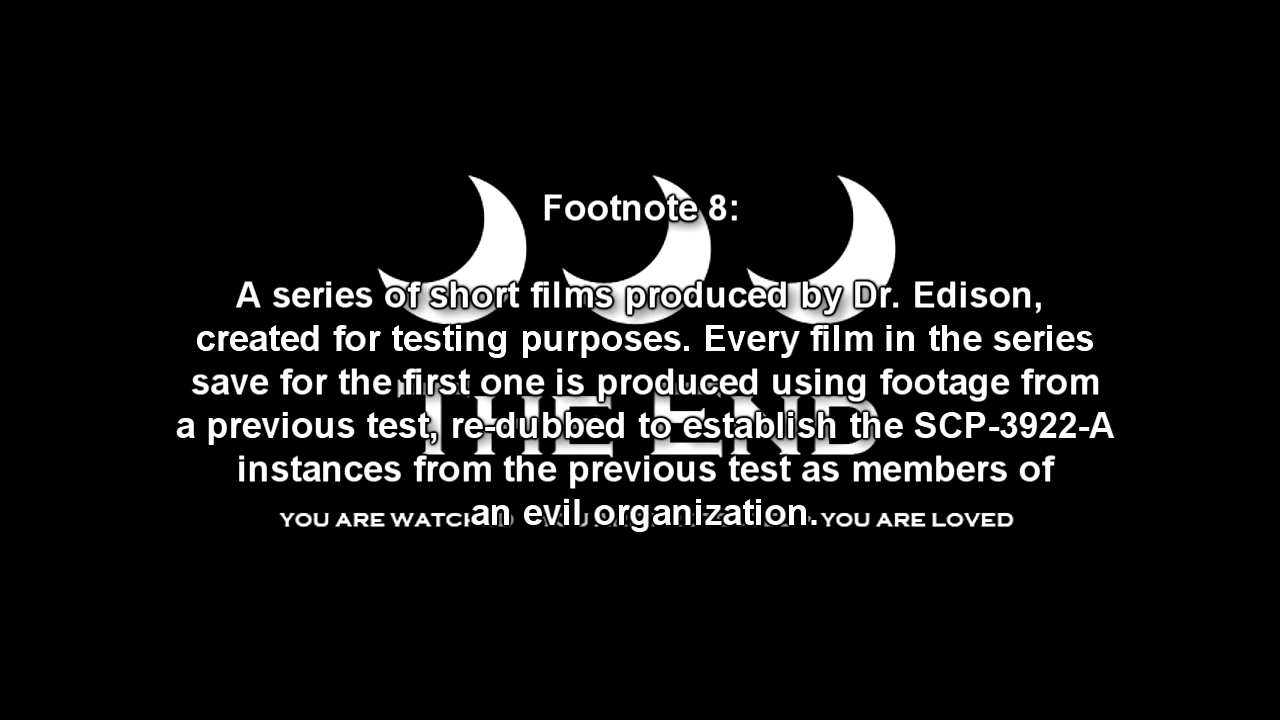 Footnote 8:
A series of short films produced by Dr. Edison,
created for testing purposes. Every film in the series
save for the first one is produced using footage from
a previous test, re-dubbed to establish the SCP-3922-A
instances from the previous test as members of
an evil organization.
THE END
YOU ARE YOU ARE LOVED